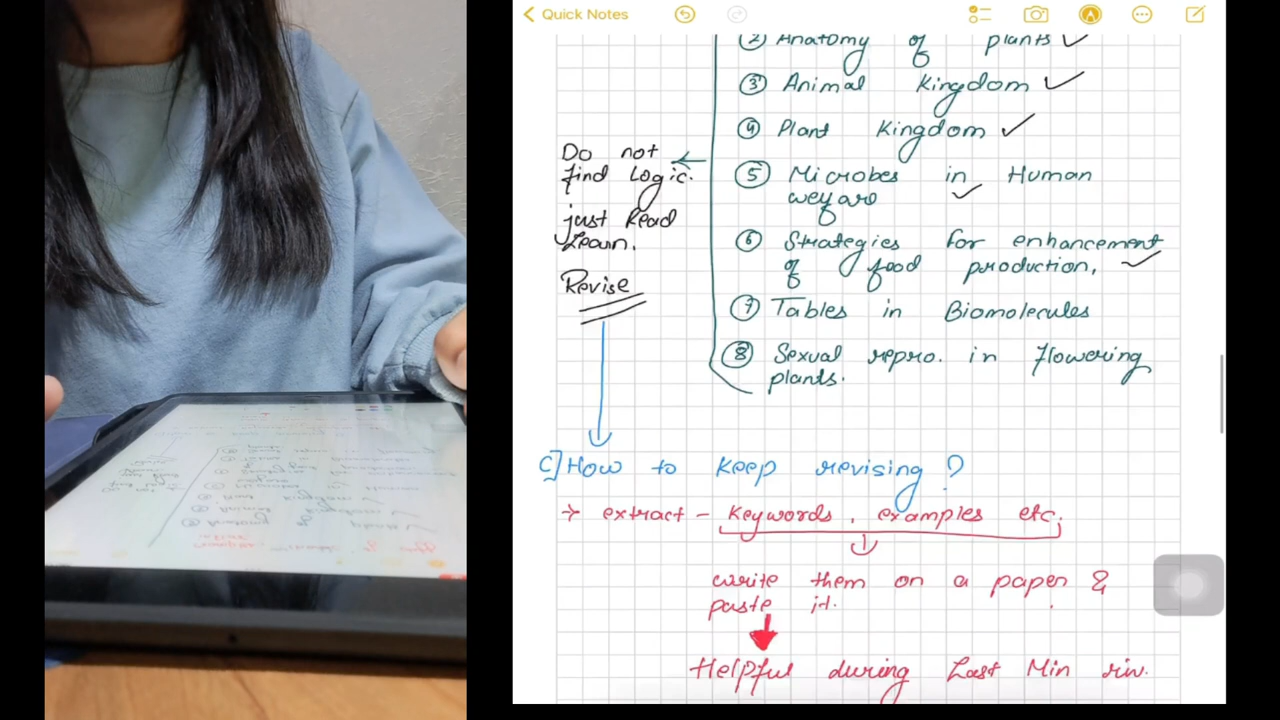 Quick Notes
② Anatomy of plants ✓
③ Animal Kingdom ✓
④ Plant Kingdom ✓
⑤ Microbes in Human
welfare ✓
⑥ Strategies for enhancement
of food production, ✓
⑦ Tables in Biomolecules
⑧ Sexual repro. in flowering
plants.
Do not ←
find Logic.
just Read
Learn.
Revise
C] How to keep revising ?
→ extract - keywords, examples etc.
write them on a paper &
paste it.
Helpful during Last Min riv.